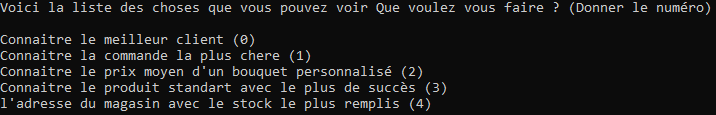 Voici la liste des choses que vous pouvez voir Que voulez vous faire ? (Donner le numéro)
Connaitre le meilleur client (0)
Connaitre la commande la plus chere (1)
Connaitre le prix moyen d'un bouquet personnalisé (2)
Connaitre le produit standart avec le plus de succès (3)
l'adresse du magasin avec le stock le plus remplis (4)